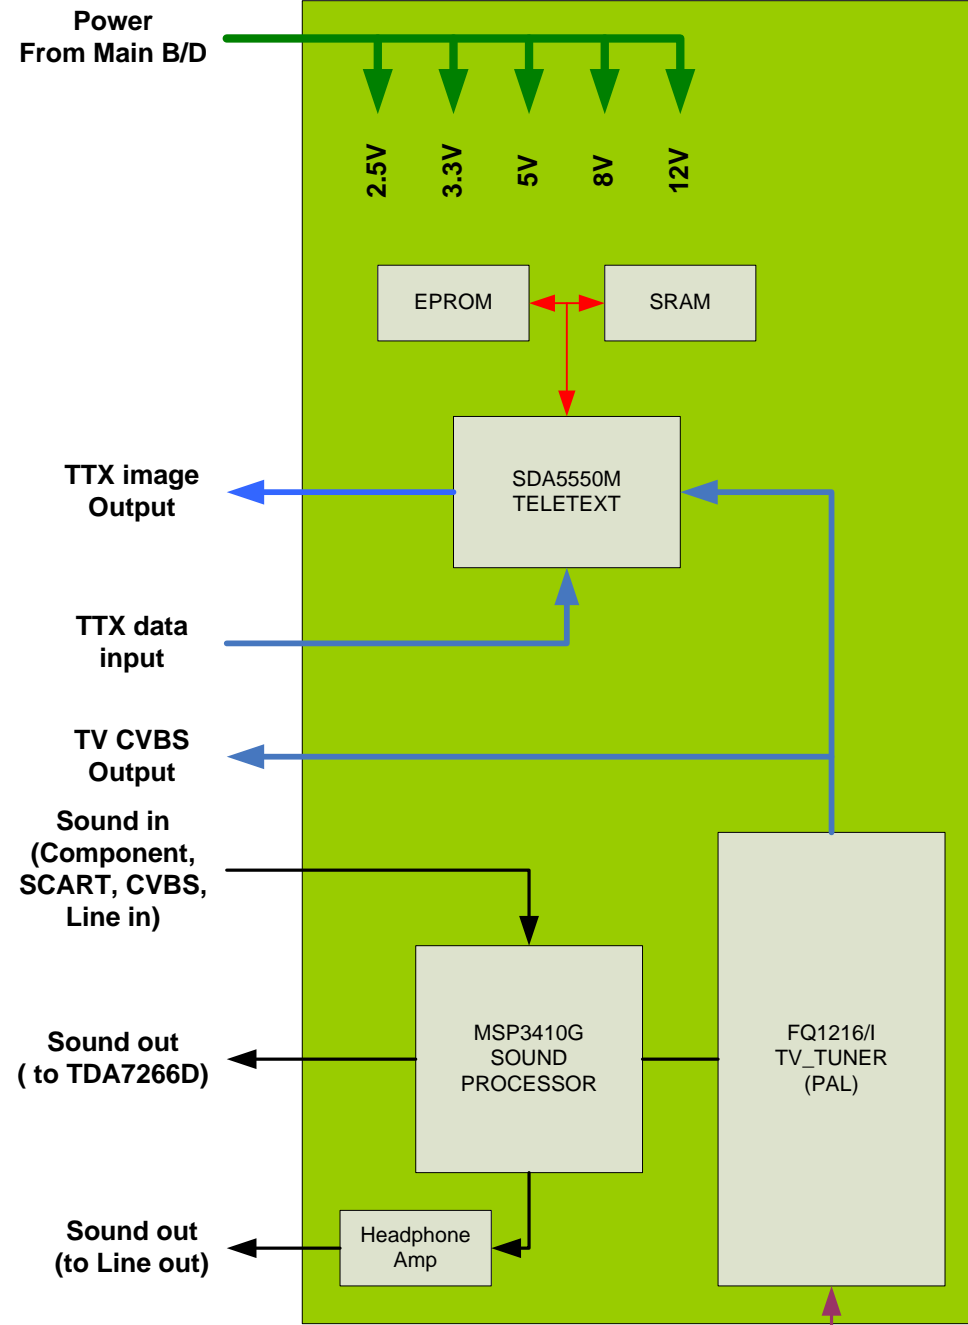 Power
From Main B/D
2.5V
3.3V
5V
8V
12V
EPROM
SRAM
TTX image
Output
SDA5550M
TELETEXT
TTX data
input
TV CVBS
Output
Sound in
(Component,
SCART, CVBS,
Line in)
MSP3410G
SOUND
PROCESSOR
FQ1216/I
TV_TUNER
(PAL)
Sound out
( to TDA7266D)
Sound out
(to Line out)
Headphone
Amp